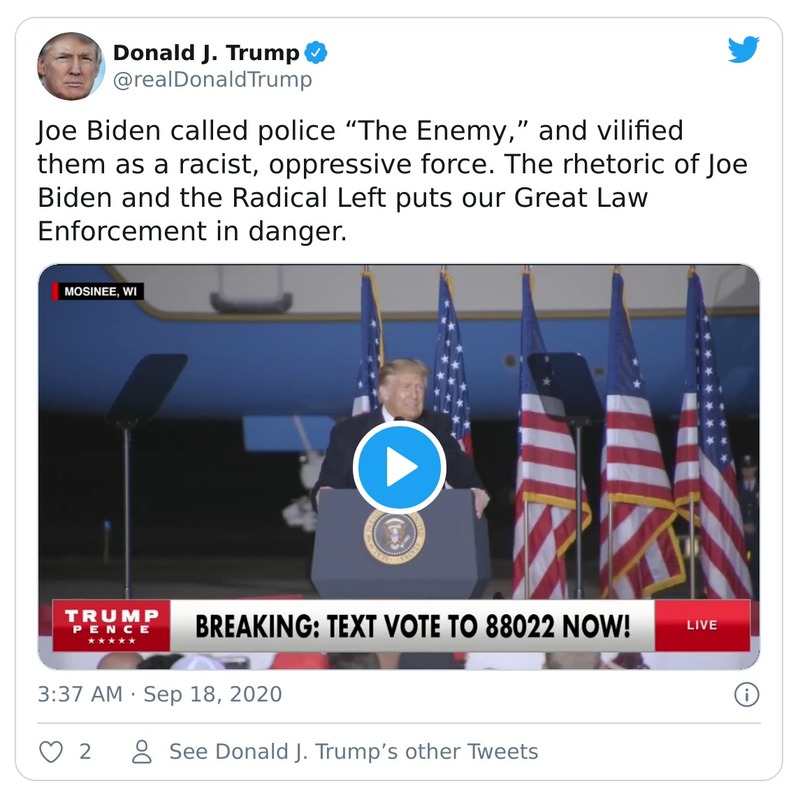 Donald J. Trump
@realDonaldTrump
Joe Biden called police “The Enemy,” and vilified
them as a racist, oppressive force. The rhetoric of Joe
Biden and the Radical Left puts our Great Law
Enforcement in danger.
MOSINEE, WI
TRUMP
PENCE
BREAKING: TEXT VOTE TO 88022 NOW!
LIVE
3:37 AM · Sep 18, 2020
2
See Donald J. Trump’s other Tweets